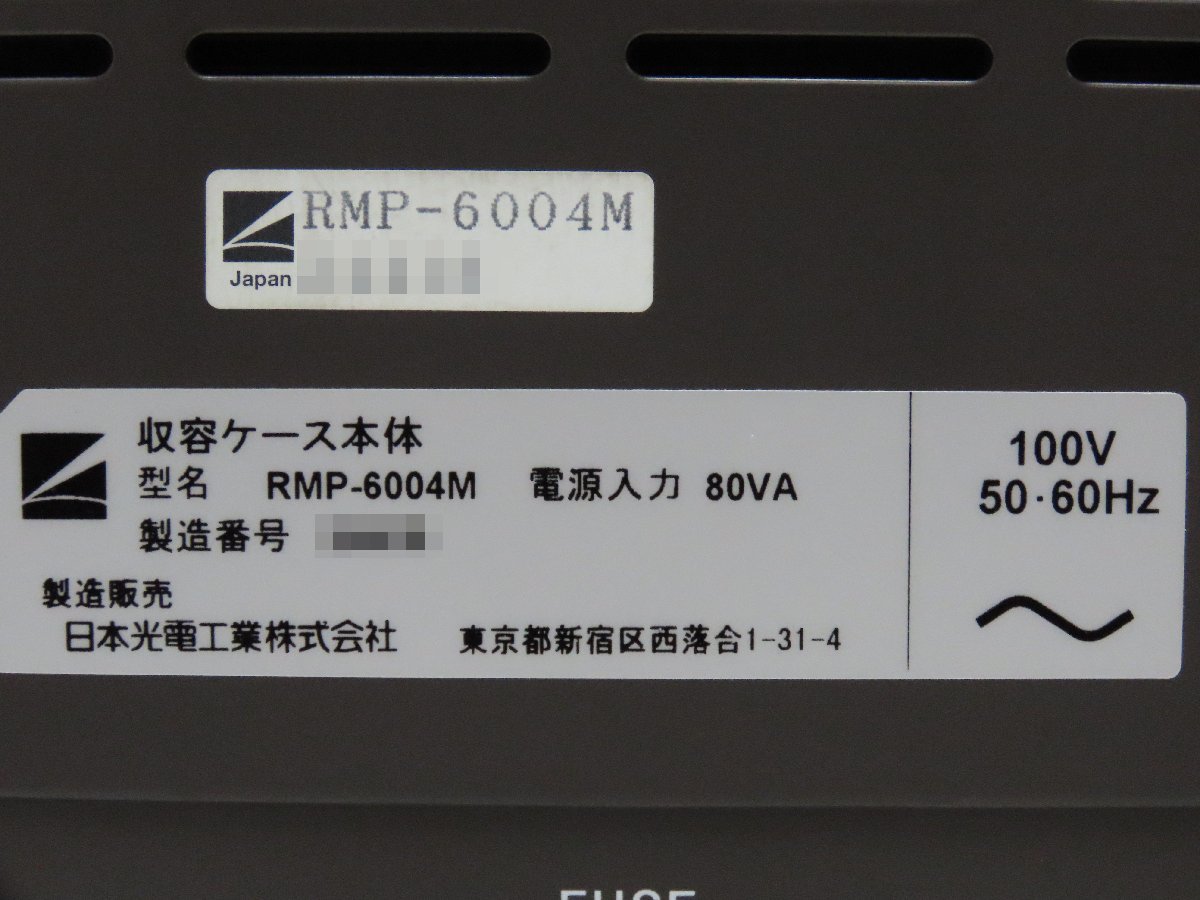 RMP-6004M
Japan
収容ケース本体
型名 RMP-6004M 電源入力 80VA
製造番号
製造販売
日本光電工業株式会社 東京都新宿区西落合1-31-4
100V
50·60Hz
FUSE